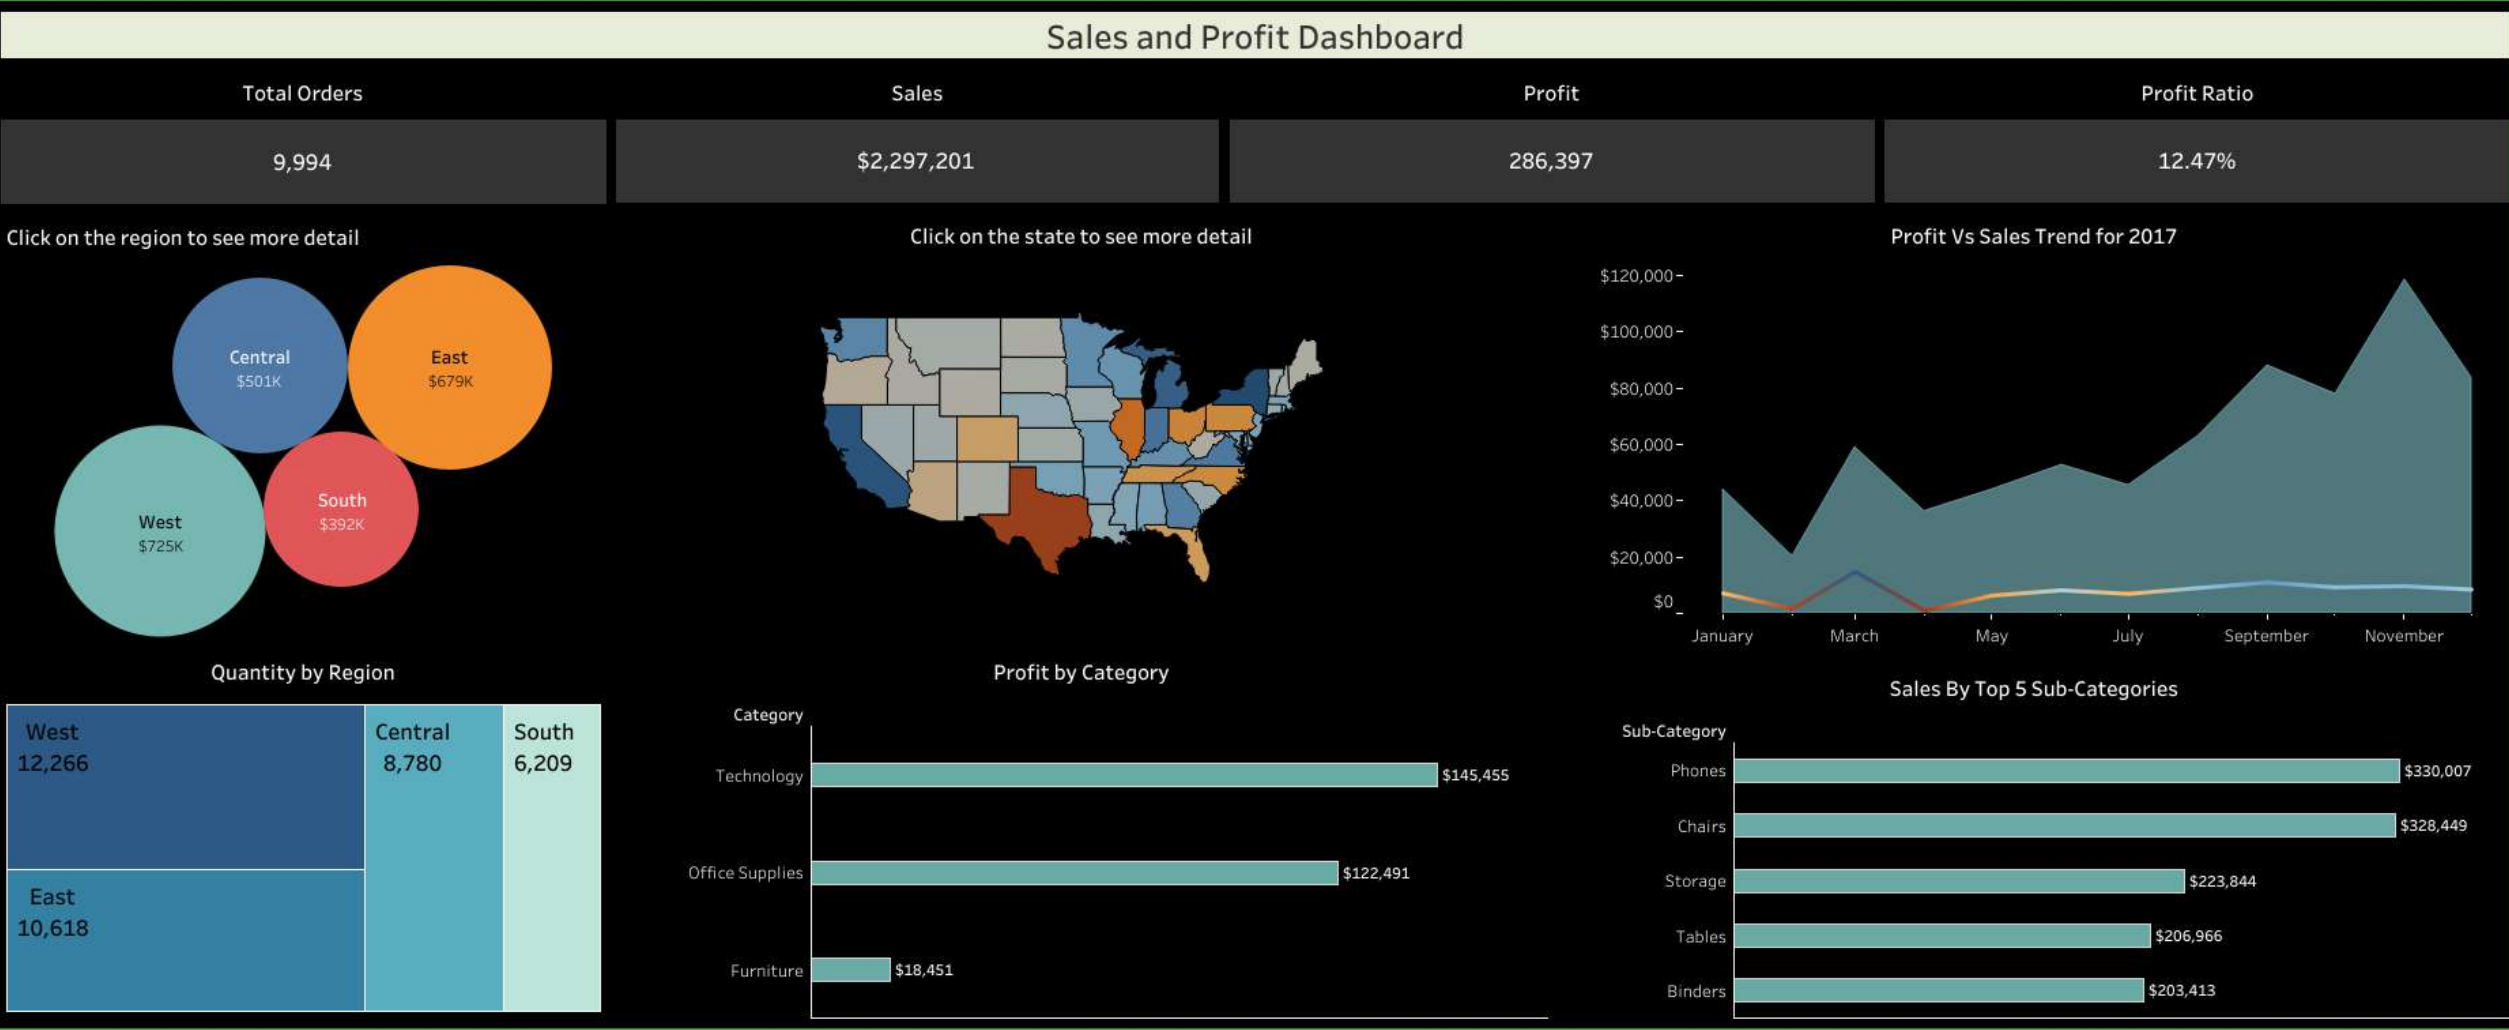 Sales and Profit Dashboard
Total Orders
Sales
Profit
Profit Ratio
9,994
$2,297,201
286,397
12.47%
Click on the region to see more detail
Central
$501K
East
$679K
West
$725K
South
$392K
Click on the state to see more detail
Profit Vs Sales Trend for 2017
$120,000
$100,000
$80,000
$60,000
$40,000
$20,000
$0
January
March
May
July
September
November
Quantity by Region
West
12,266
Central
8,780
South
6,209
East
10,618
Profit by Category
Category
Technology
$145,455
Office Supplies
$122,491
Furniture
$18,451
Sales By Top 5 Sub-Categories
Sub-Category
Phones
$330,007
Chairs
$328,449
Storage
$223,844
Tables
$206,966
Binders
$203,413